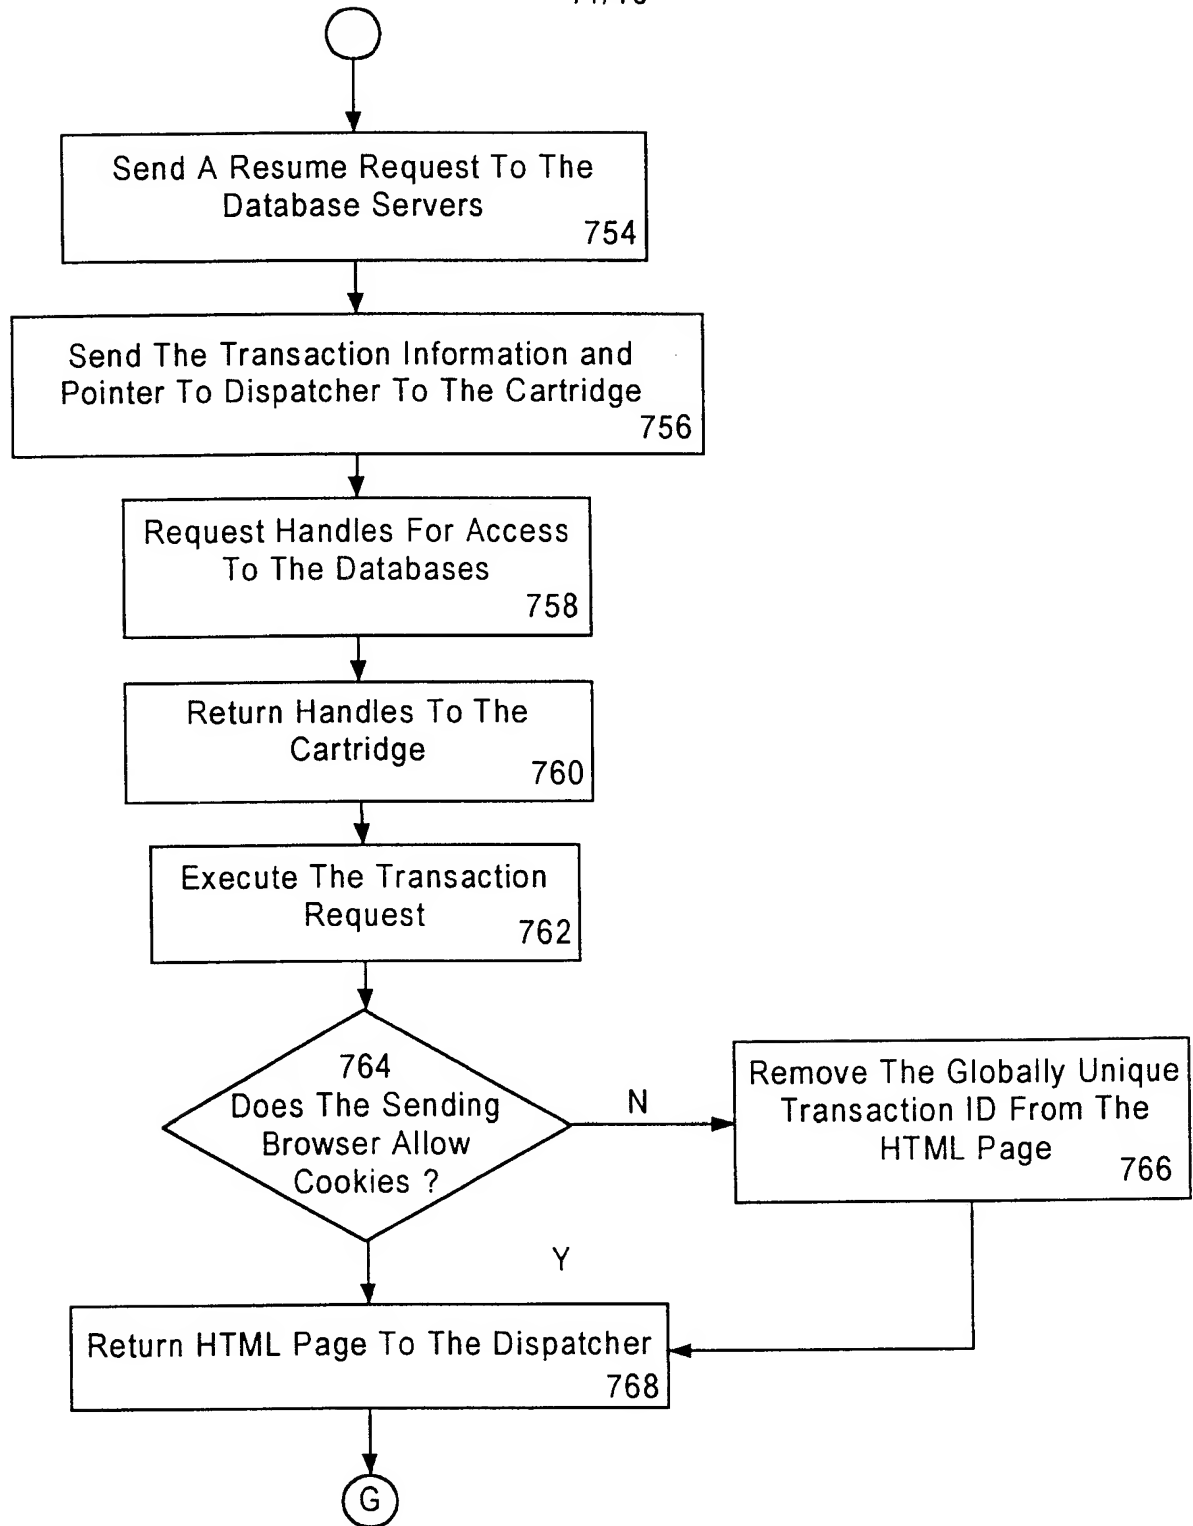 Send A Resume Request To The
Database Servers
754
Send The Transaction Information and
Pointer To Dispatcher To The Cartridge
756
Request Handles For Access
To The Databases
758
Return Handles To The
Cartridge
760
Execute The Transaction
Request
762
764
Does The Sending
Browser Allow
Cookies ?
N
Remove The Globally Unique
Transaction ID From The
HTML Page
766
Y
Return HTML Page To The Dispatcher
768
G